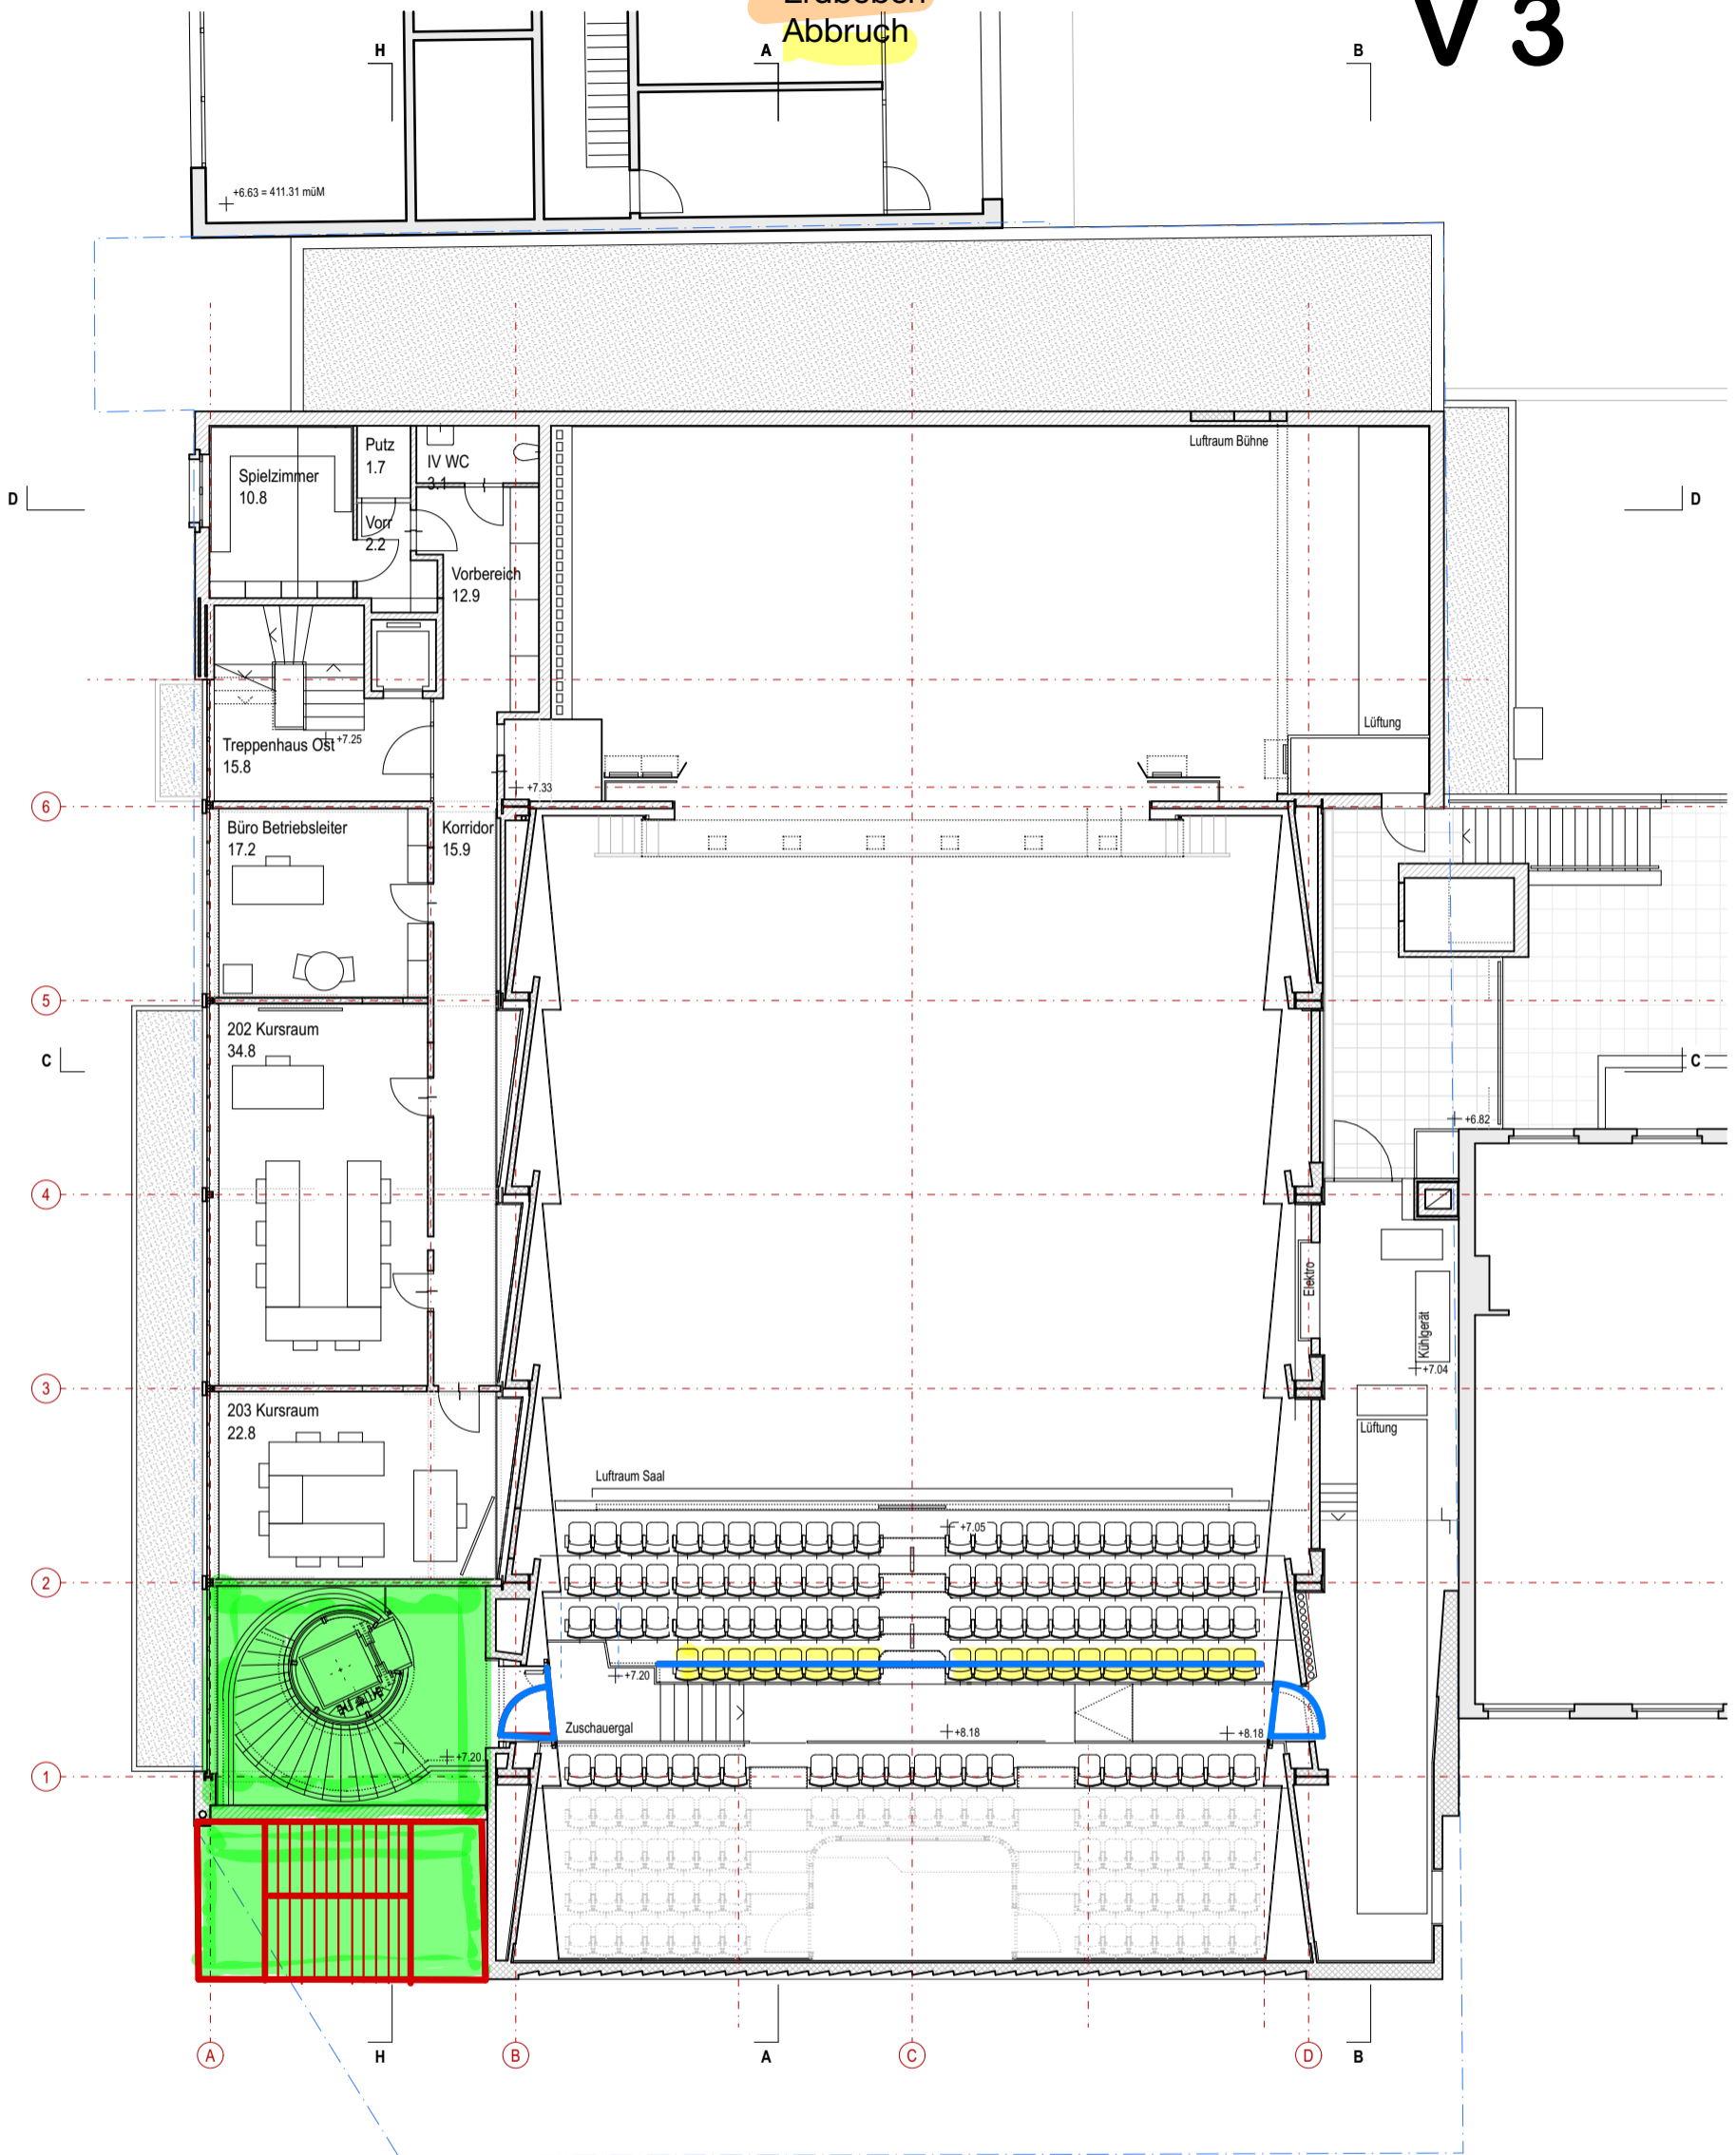 Erdbeben
Abbruch
V 3
H
A
B
+6.63 = 411.31 müM
Putz
1.7
IV WC
3.1
Luftraum Bühne
Spielzimmer
10.8
D
D
Vorr
2.2
Vorbereich
12.9
Lüftung
+7.25
Treppenhaus Ost
15.8
+7.33
6
Büro Betriebsleiter
17.2
Korridor
15.9
5
202 Kursraum
34.8
C
C
+6.82
4
Elektro
Kühlgerät
+7.04
3
203 Kursraum
22.8
Lüftung
Luftraum Saal
+7.05
2
+7.20
Zuschauergal
+8.18
+8.18
+7.20
1
A
H
B
A
C
D
B